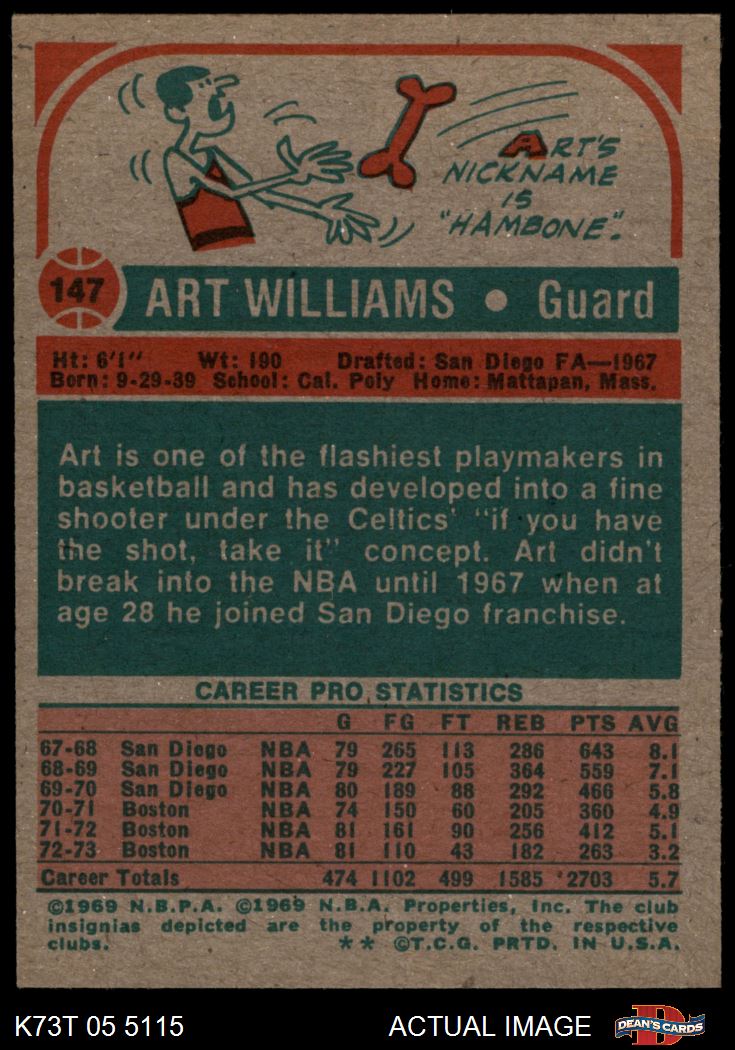 ART'S
NICKNAME
IS
"HAMBONE".
147 ART WILLIAMS • Guard
Ht: 6'1" Wt: 190 Drafted: San Diego FA—1967
Born: 9-29-39 School: Cal. Poly Home: Mattapan, Mass.
Art is one of the flashiest playmakers in
basketball and has developed into a fine
shooter under the Celtics' "if you have
the shot, take it" concept. Art didn't
break into the NBA until 1967 when at
age 28 he joined San Diego franchise.
CAREER PRO STATISTICS
G FG FT REB PTS AVG
67-68 San Diego NBA 79 265 113 286 643 8.1
68-69 San Diego NBA 79 227 105 364 559 7.1
69-70 San Diego NBA 80 189 88 292 466 5.8
70-71 Boston NBA 74 150 60 205 360 4.9
71-72 Boston NBA 81 161 90 256 412 5.1
72-73 Boston NBA 81 110 43 182 263 3.2
Career Totals 474 1102 499 1585 2703 5.7
©1969 N.B.P.A. ©1969 N.B.A. Properties, Inc. The club
insignias depicted are the property of the respective
clubs. ** ©T.C.G. PRTD. IN U.S.A.
K73T 05 5115 ACTUAL IMAGE DEAN'S CARDS